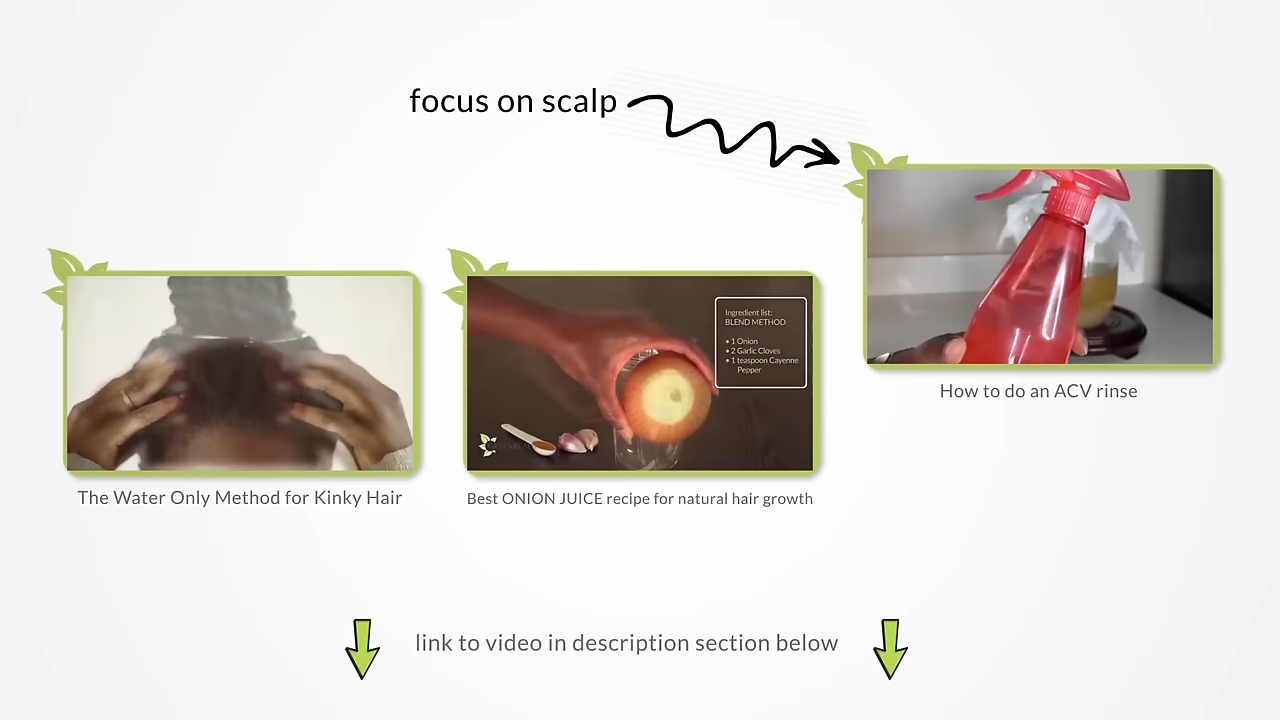 focus on scalp
Ingredient list:
BLEND METHOD
• 1 Onion
• 2 Garlic Cloves
• 1 teaspoon Cayenne
Pepper
How to do an ACV rinse
The Water Only Method for Kinky Hair
Best ONION JUICE recipe for natural hair growth
link to video in description section below